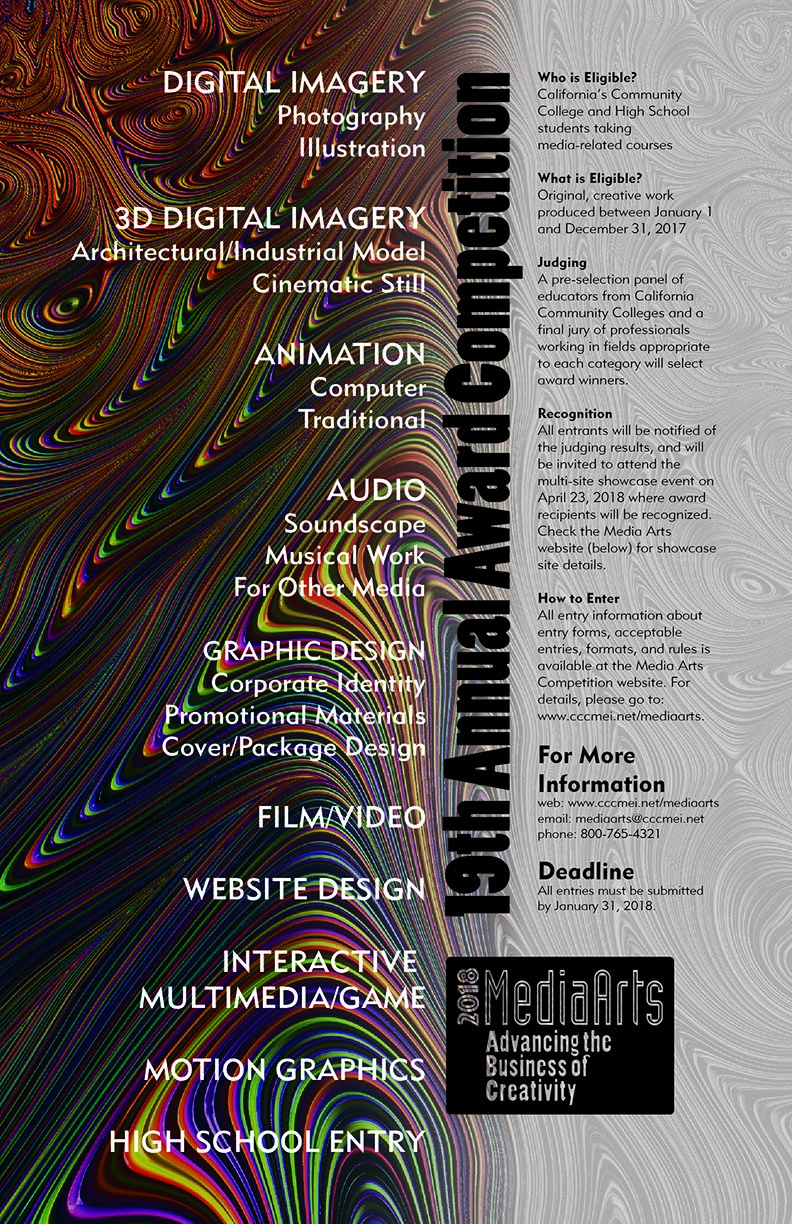 DIGITAL IMAGERY
Photography
Illustration
3D DIGITAL IMAGERY
Architectural/Industrial Model
Cinematic Still
ANIMATION
Computer
Traditional
AUDIO
Soundscape
Musical Work
For Other Media
GRAPHIC DESIGN
Corporate Identity
Promotional Materials
Cover/Package Design
FILM/VIDEO
WEBSITE DESIGN
INTERACTIVE
MULTIMEDIA/GAME
MOTION GRAPHICS
HIGH SCHOOL ENTRY
19th Annual Award Competition
Who is Eligible?
California's Community
College and High School
students taking
media-related courses
What is Eligible?
Original, creative work
produced between January 1
and December 31, 2017
Judging
A pre-selection panel of
educators from California
Community Colleges and a
final jury of professionals
working in fields appropriate
to each category will select
award winners.
Recognition
All entrants will be notified of
the judging results, and will
be invited to attend the
multi-site showcase event on
April 23, 2018 where award
recipients will be recognized.
Check the Media Arts
website (below) for showcase
site details.
How to Enter
All entry information about
entry forms, acceptable
entries, formats, and rules is
available at the Media Arts
Competition website. For
details, please go to:
www.cccmei.net/mediaarts.
For More
Information
web: www.cccmei.net/mediaarts
email: mediaarts@cccmei.net
phone: 800-765-4321
Deadline
All entries must be submitted
by January 31, 2018.
2018
MediaArts
Advancing the
Business of
Creativity